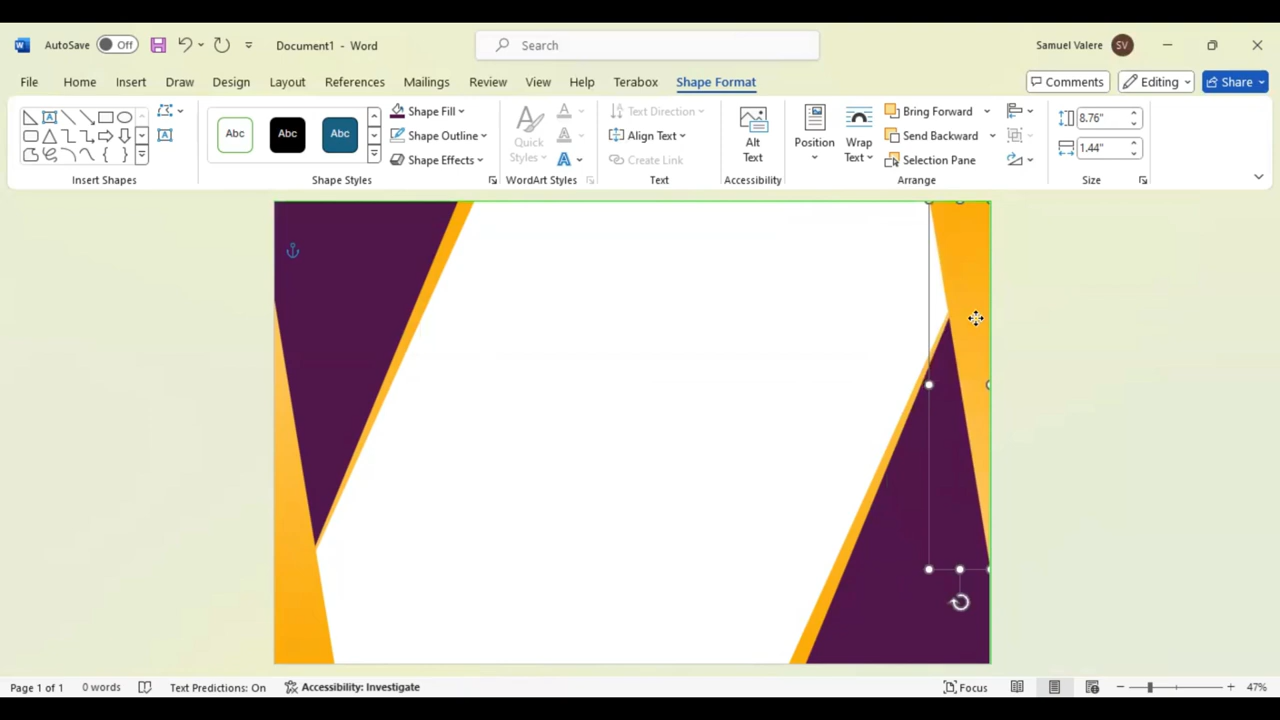 AutoSave Off Document1 - Word Search Samuel Valere SV
File Home Insert Draw Design Layout References Mailings Review View Help Terabox Shape Format Comments Editing Share
Shape Fill Text Direction Bring Forward 8.76"
Abc Abc Abc Shape Outline Quick Styles Align Text Alt Text Position Wrap Text Send Backward
Shape Effects Create Link Selection Pane 1.44"
Insert Shapes Shape Styles WordArt Styles Text Accessibility Arrange Size
Page 1 of 1 0 words Text Predictions: On Accessibility: Investigate Focus 47%